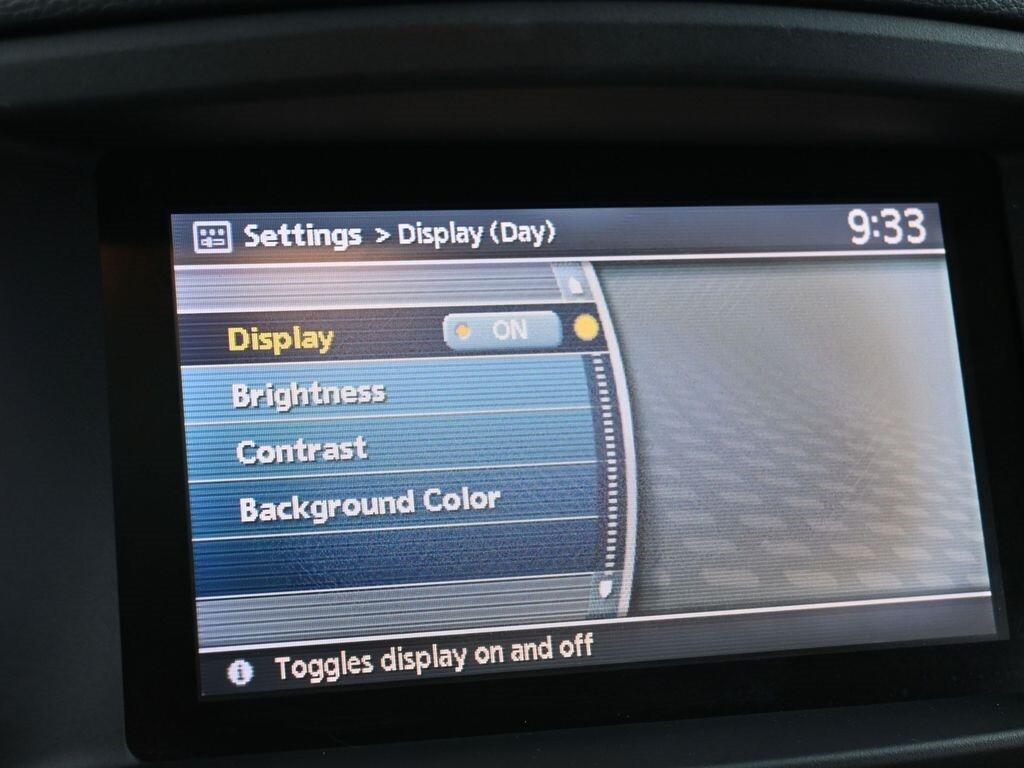 Settings > Display (Day) 9:33
Display ON
Brightness
Contrast
Background Color
i Toggles display on and off